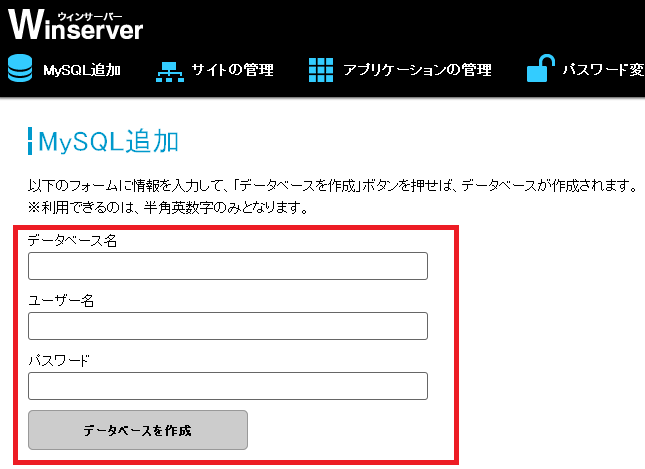 ウィンサーバー
Winserver
MySQL追加 サイトの管理 アプリケーションの管理 パスワード変
MySQL追加
以下のフォームに情報を入力して、「データベースを作成」ボタンを押せば、データベースが作成されます。
※利用できるのは、半角英数字のみとなります。
データベース名
ユーザー名
パスワード
データベースを作成